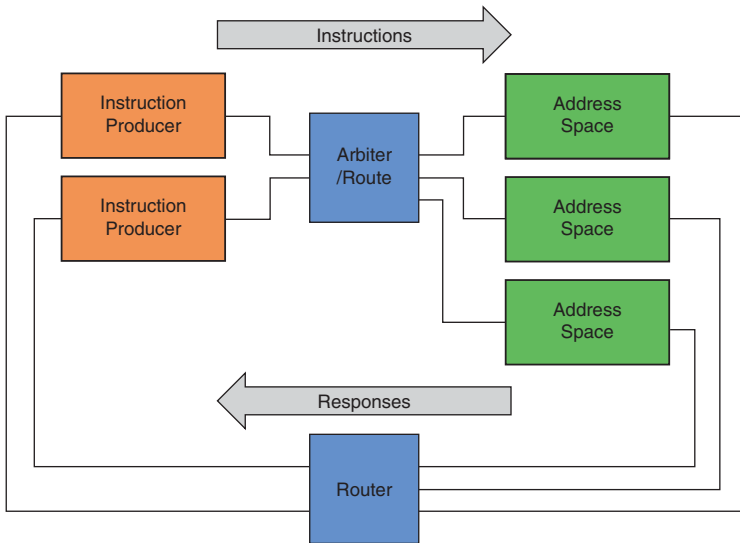 Instructions
Instruction
Producer
Arbiter
/Route
Address
Space
Instruction
Producer
Address
Space
Address
Space
Responses
Router